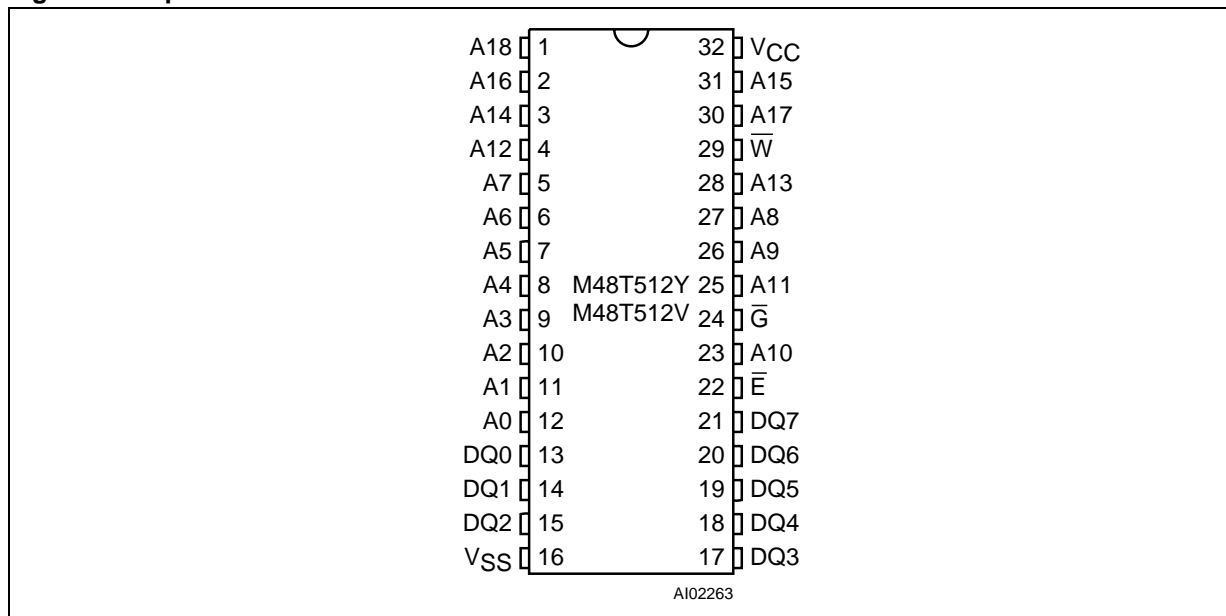 A18 1 32 VCC
A16 2 31 A15
A14 3 30 A17
A12 4 29 W̅
A7 5 28 A13
A6 6 27 A8
A5 7 26 A9
A4 8 M48T512Y 25 A11
A3 9 M48T512V 24 G̅
A2 10 23 A10
A1 11 22 E̅
A0 12 21 DQ7
DQ0 13 20 DQ6
DQ1 14 19 DQ5
DQ2 15 18 DQ4
VSS 16 17 DQ3
AI02263